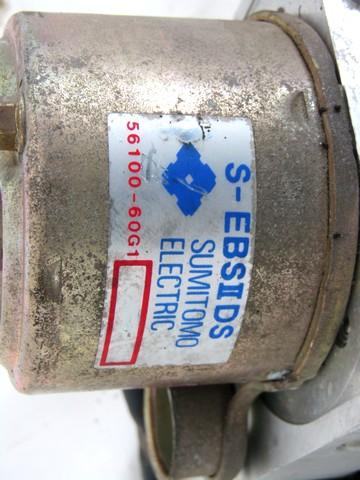 S-EBSIIDS
SUMITOMO
ELECTRIC
56100-60G1